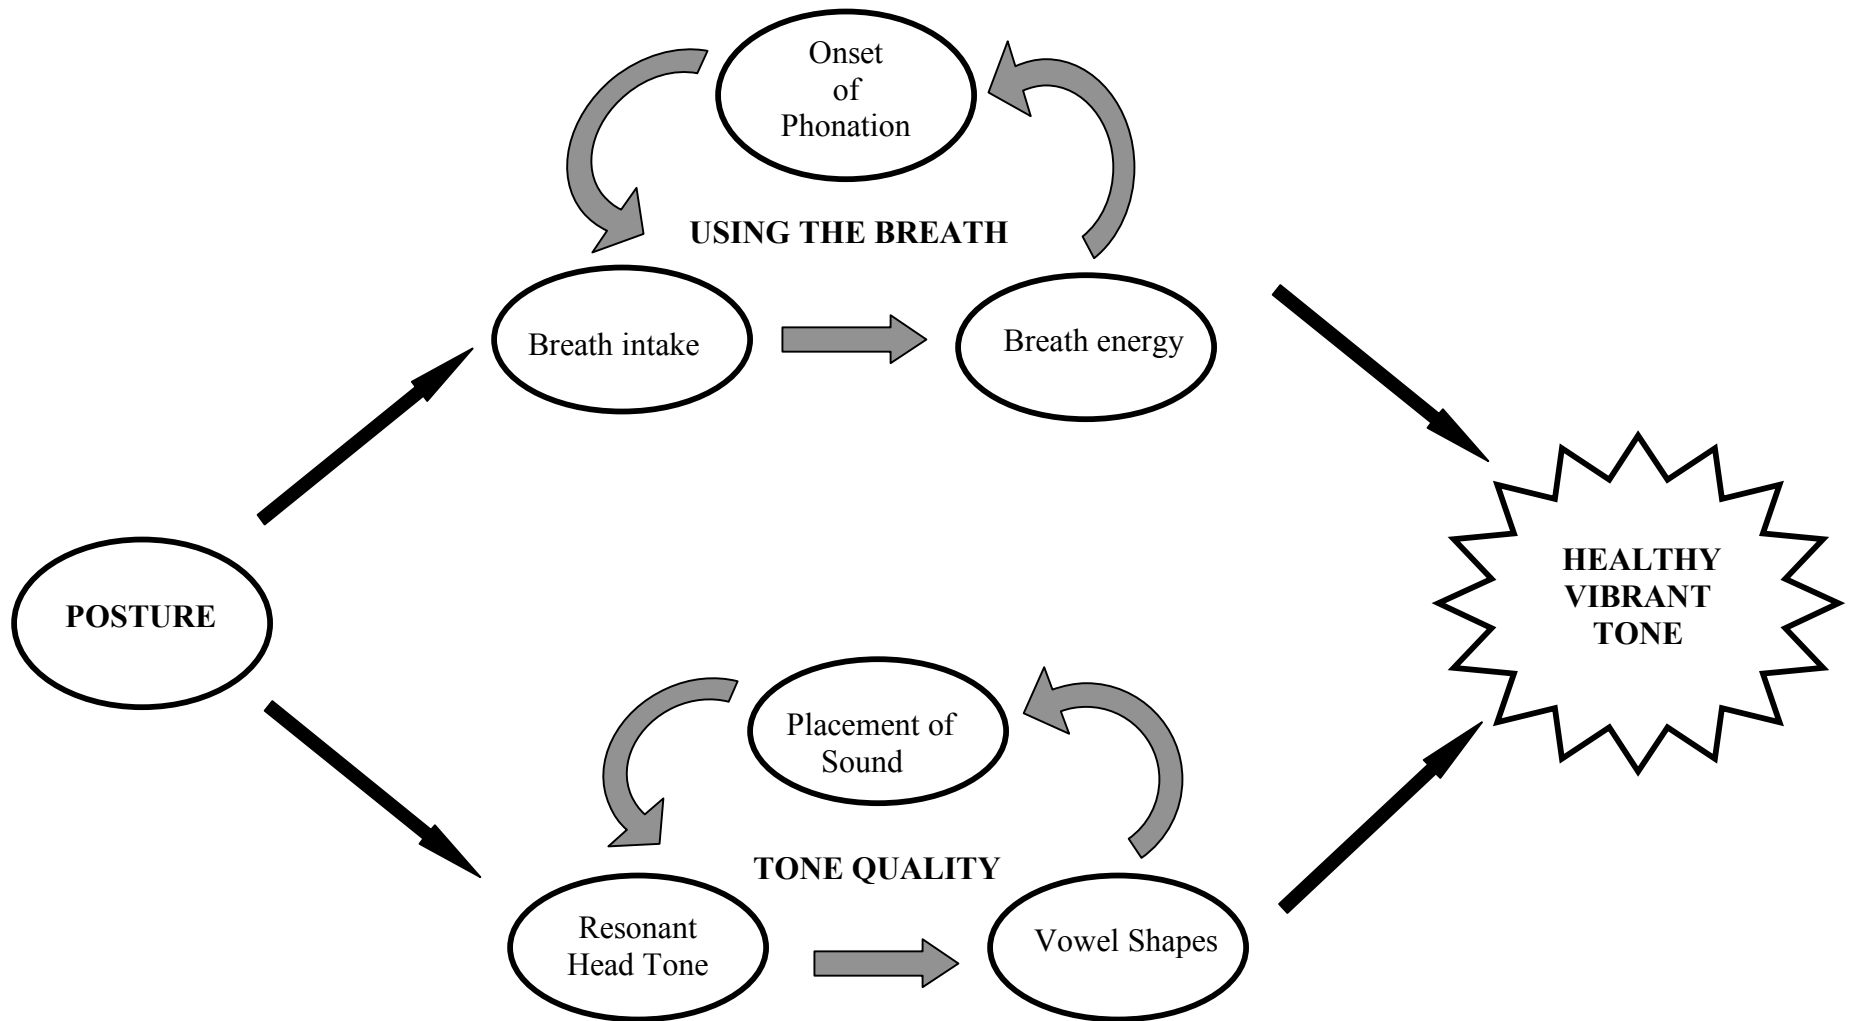 Onset
of
Phonation
USING THE BREATH
Breath intake
Breath energy
POSTURE
HEALTHY
VIBRANT
TONE
Placement of
Sound
TONE QUALITY
Resonant
Head Tone
Vowel Shapes